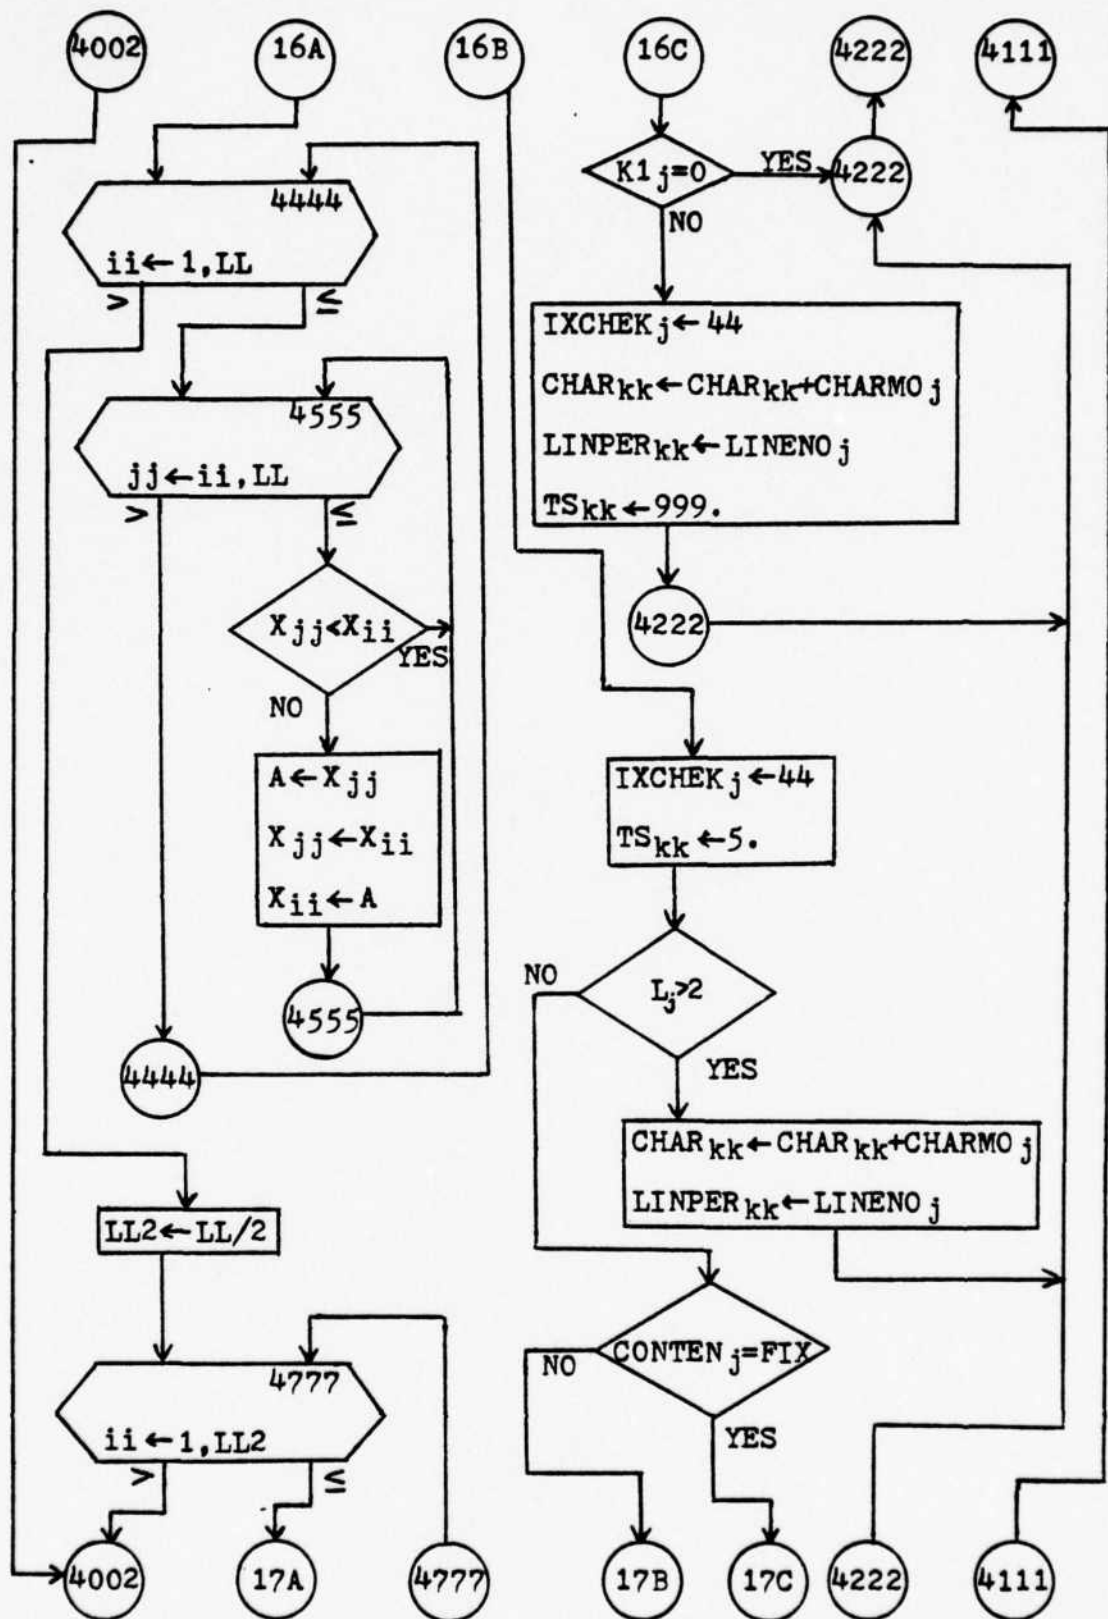 4002 16A 16B 16C 4222 4111
4444
ii←1,LL
> ≤
4555
jj←ii,LL
> ≤
Xjj<Xii
YES
NO
A←Xjj
Xjj←Xii
Xii←A
4555
4444
LL2←LL/2
4777
ii←1,LL2
> ≤
K1j=0
YES
4222
NO
IXCHEKj←44
CHARkk←CHARkk+CHARMOj
LINPERkk←LINENOj
TSkk←999.
4222
IXCHEKj←44
TSkk←5.
NO
Lj>2
YES
CHARkk←CHARkk+CHARMOj
LINPERkk←LINENOj
CONTENj=FIX
NO
YES
4002 17A 4777 17B 17C 4222 4111